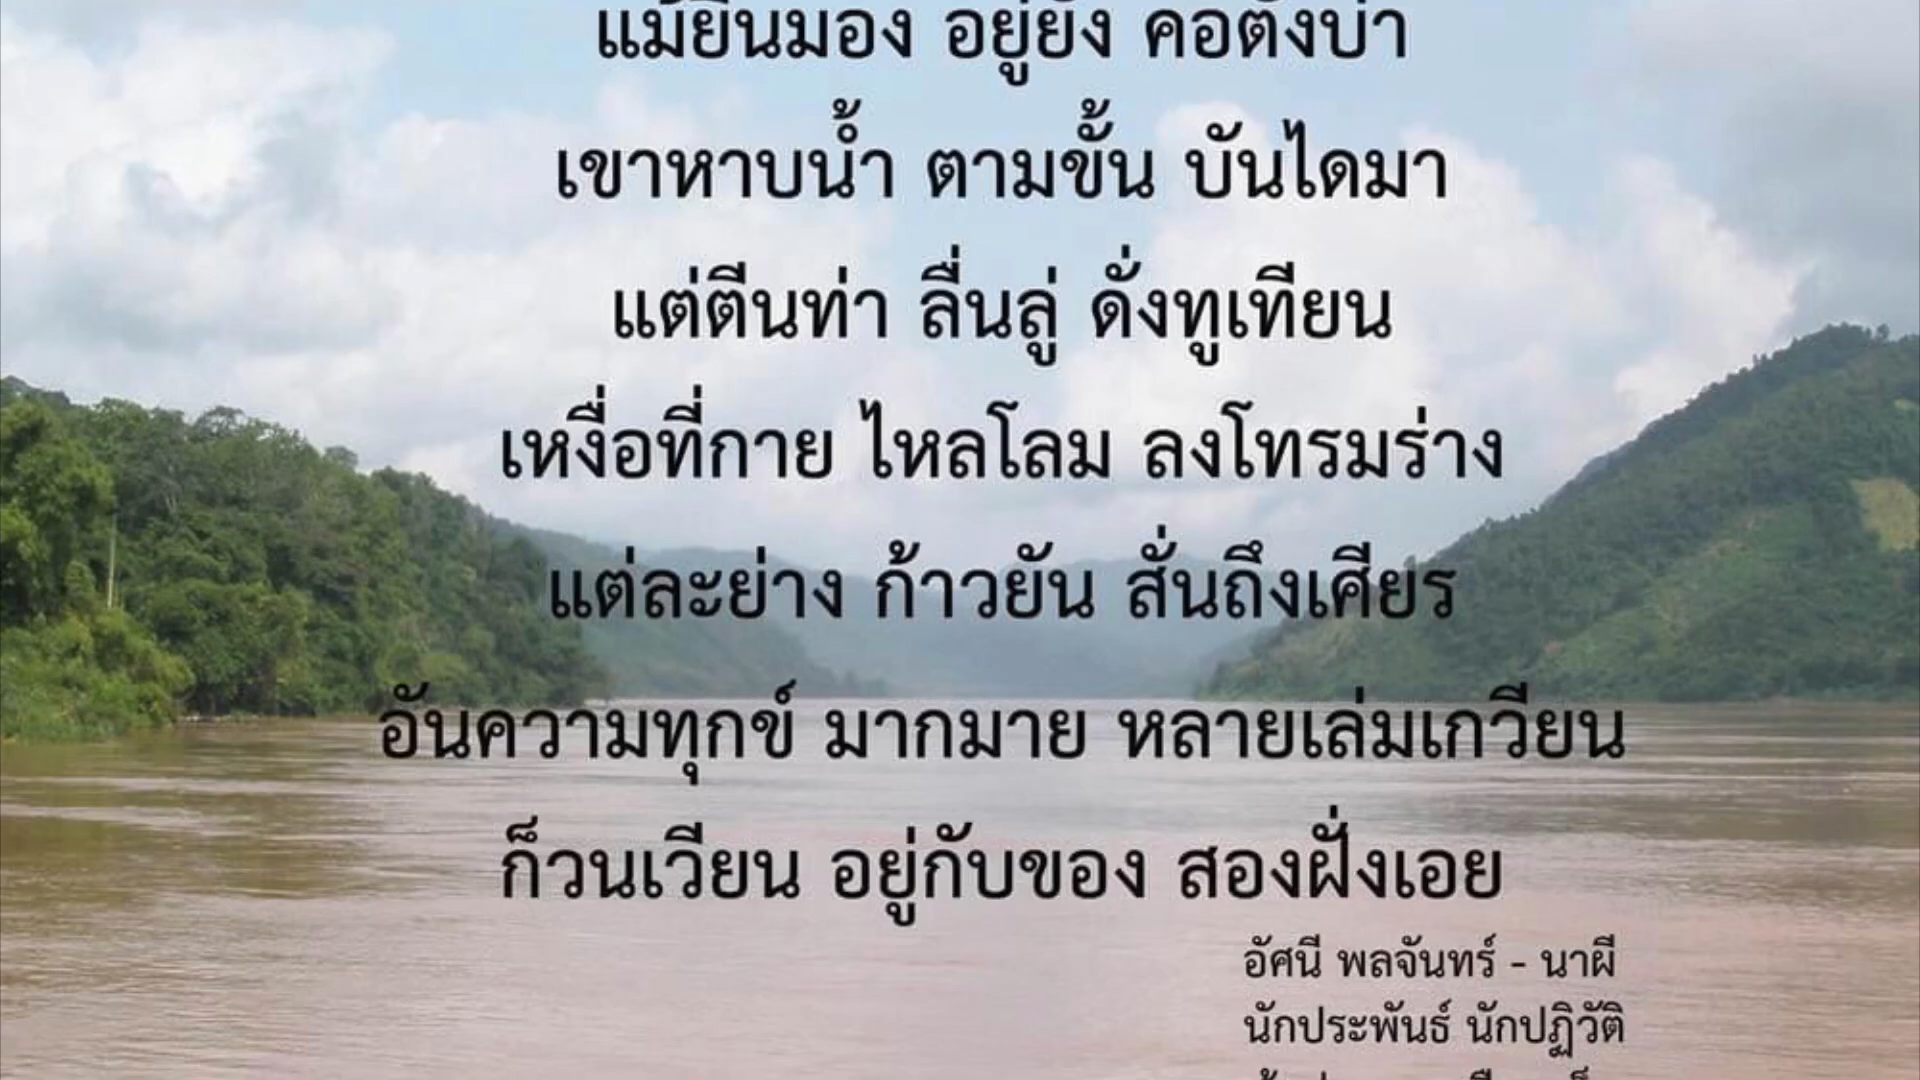 แม้ยืนมอง อยู่ยัง คอตั้งบ่า
เขาหาบน้ำ ตามขั้น บันไดมา
แต่ตีนท่า ลื่นลู่ ดั่งทูเทียน
เหงื่อที่กาย ไหลโลม ลงโทรมร่าง
แต่ละย่าง ก้าวยัน สั่นถึงเศียร
อันความทุกข์ มากมาย หลายเล่มเกวียน
ก็วนเวียน อยู่กับของ สองฝั่งเอย
อัศนี พลจันทร์ - นาผี
นักประพันธ์ นักปฏิวัติ